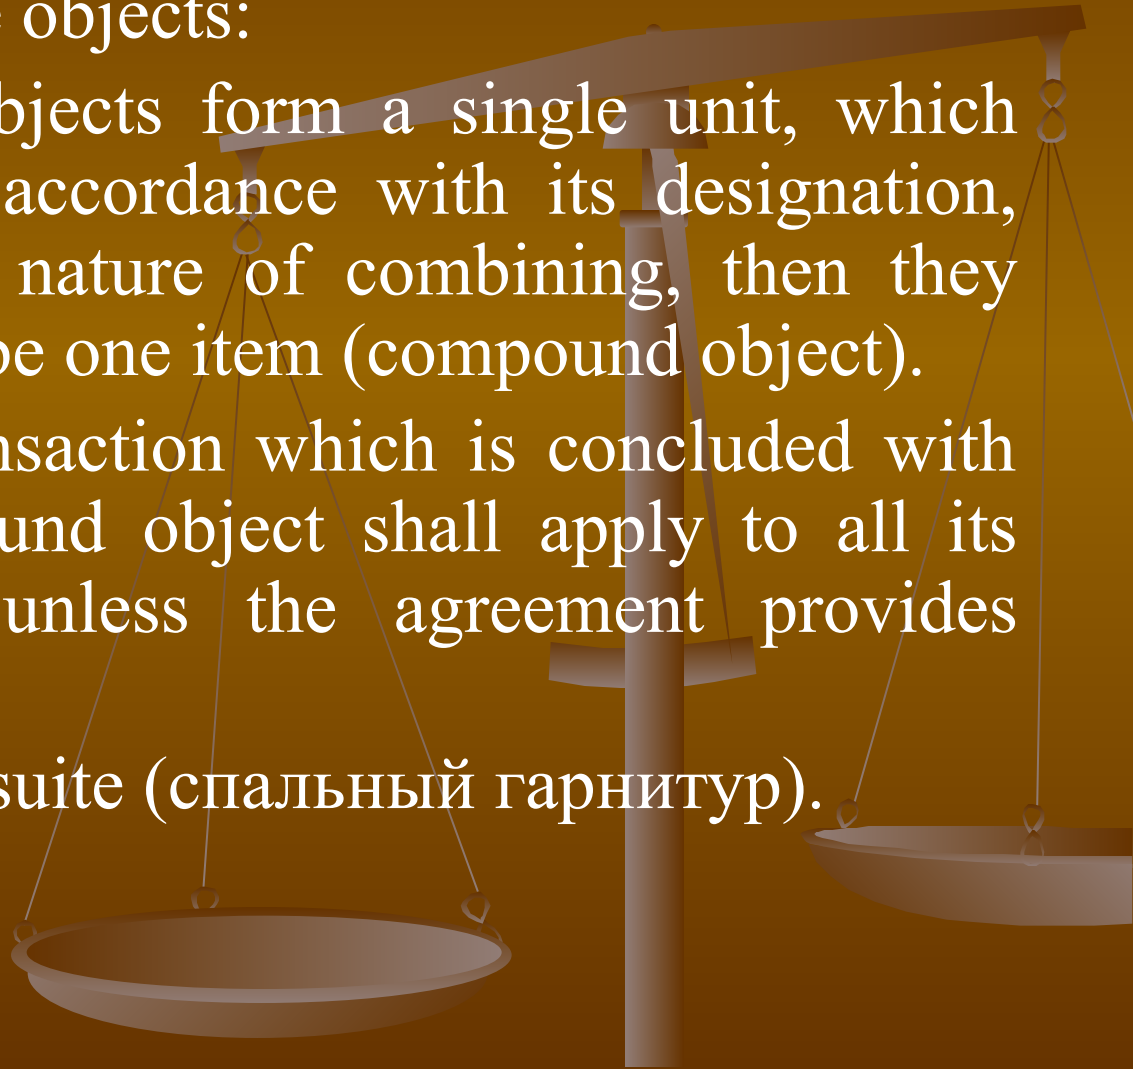 objects:
bjects form a single unit, which
accordance with its designation,
nature of combining, then they
be one item (compound object).
nsaction which is concluded with
und object shall apply to all its
unless the agreement provides
suite (спальный гарнитур).